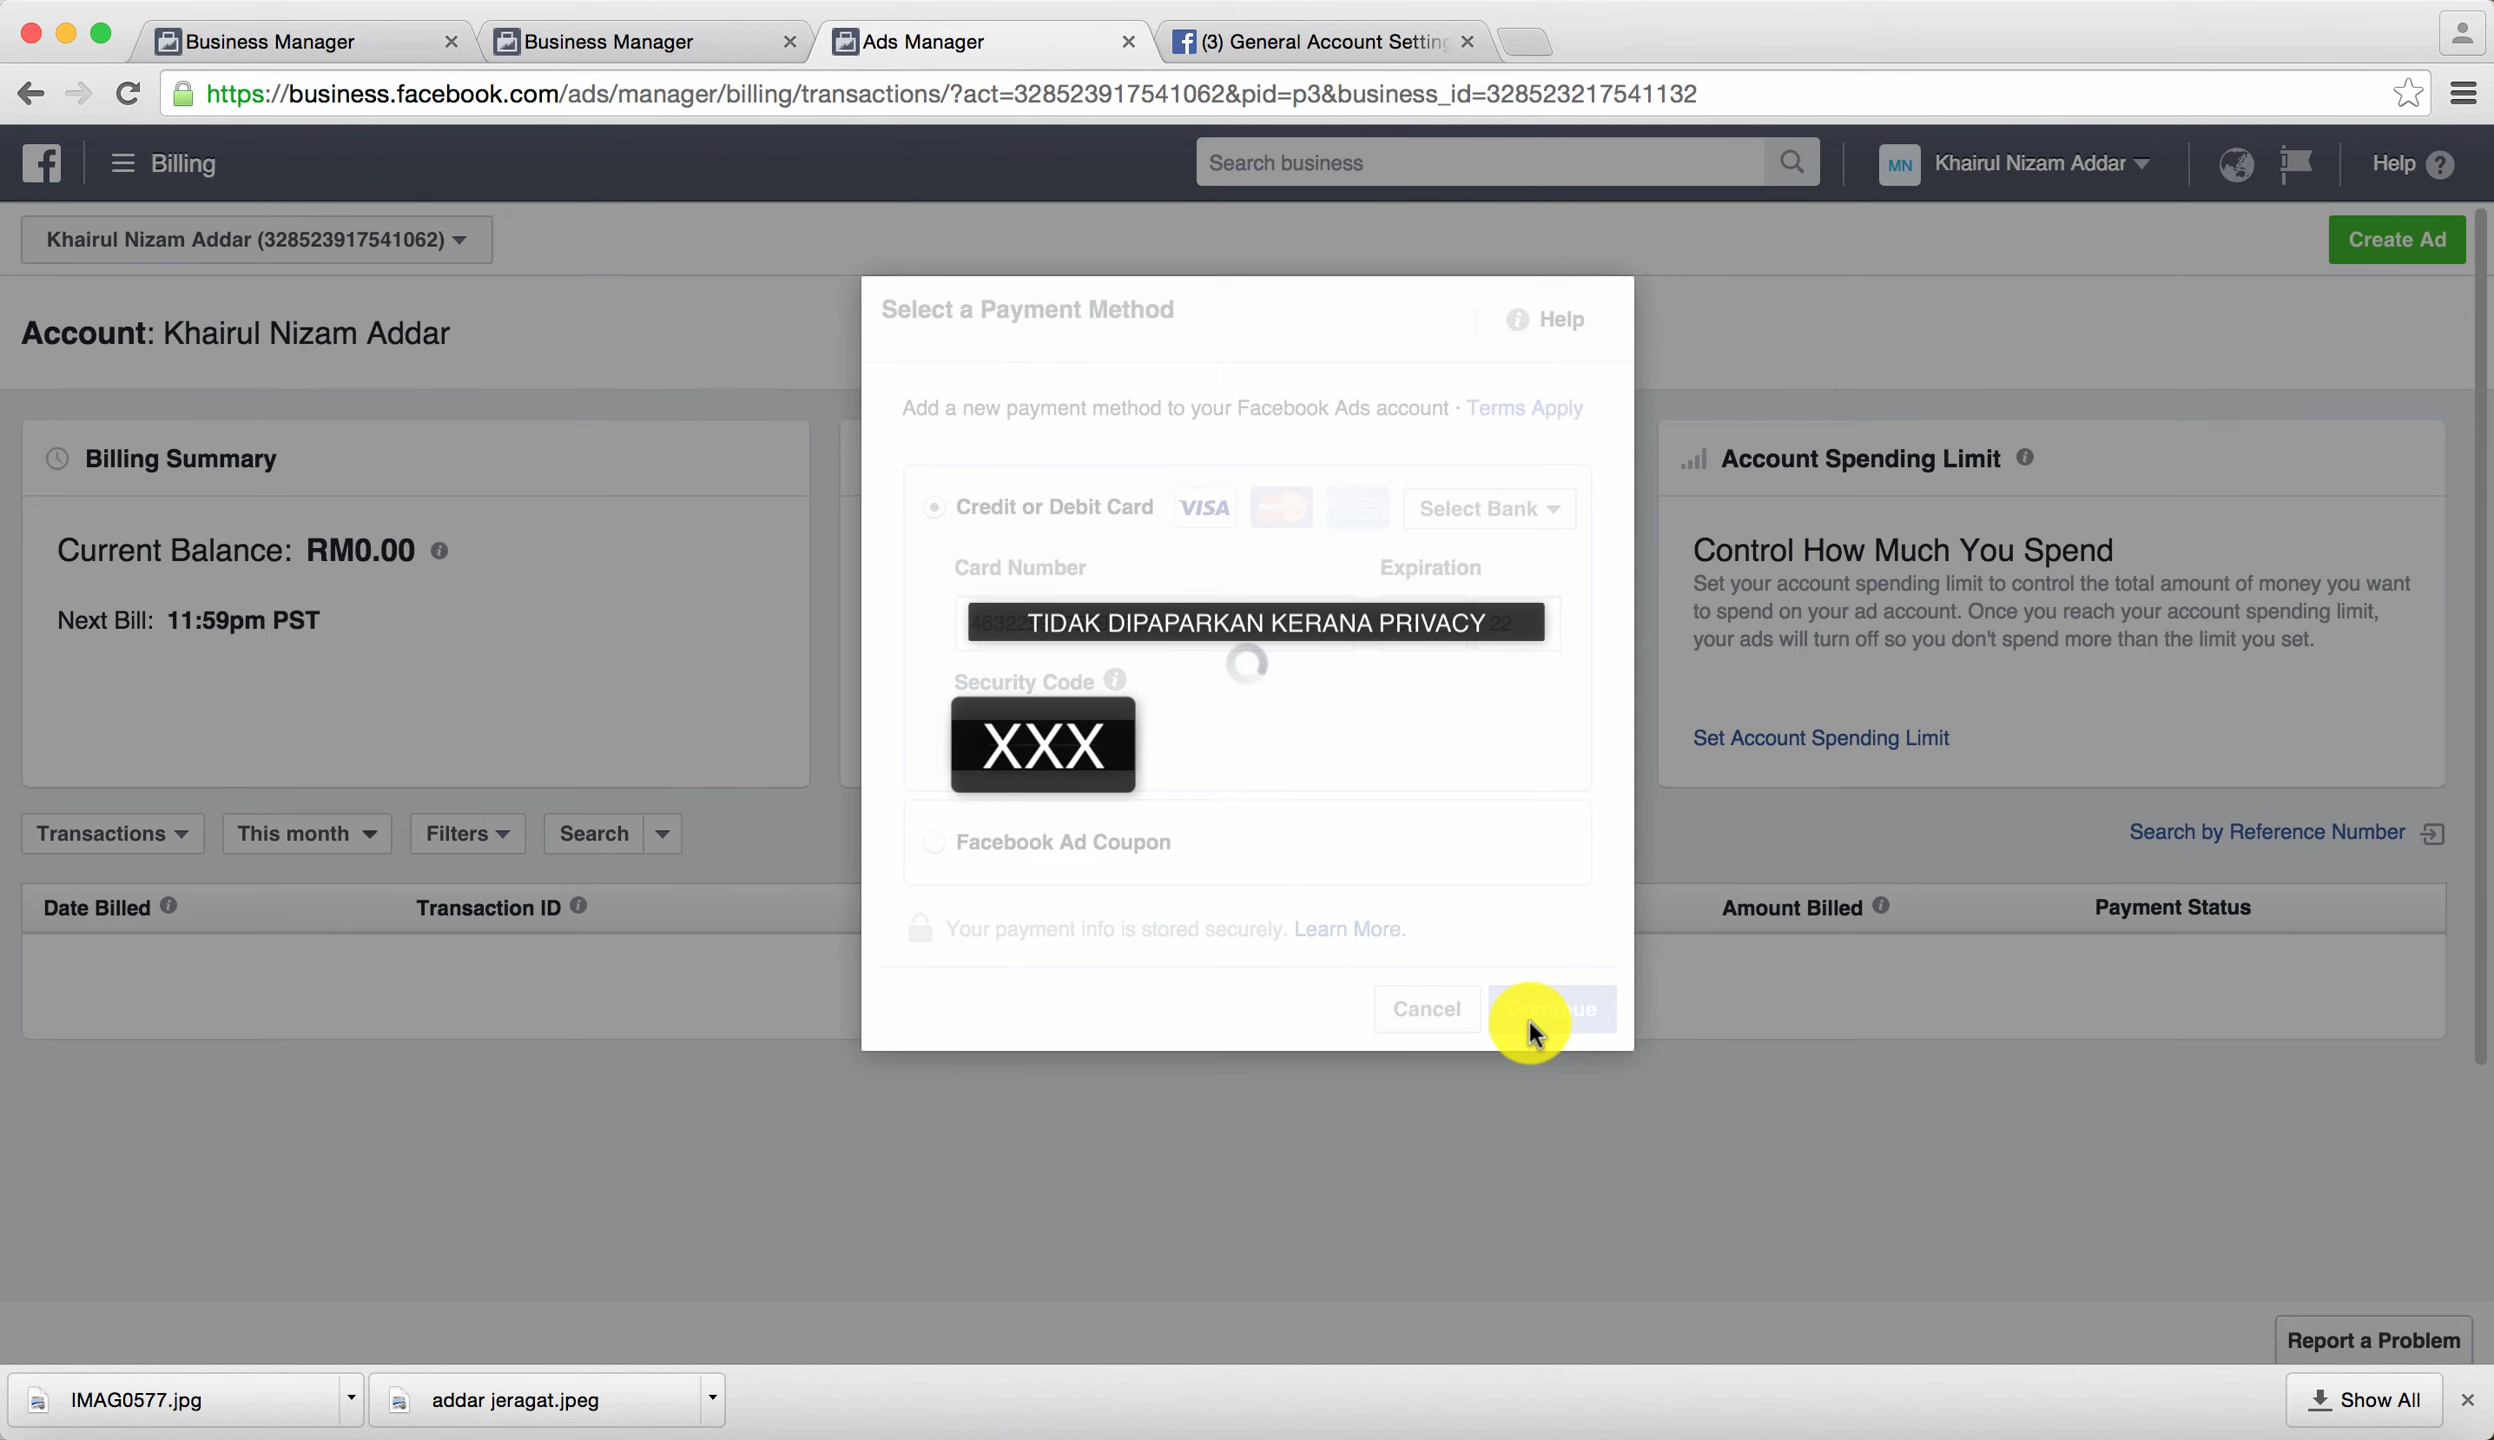 Business Manager
Business Manager
Ads Manager
(3) General Account Setting
https://business.facebook.com/ads/manager/billing/transactions/?act=328523917541062&pid=p3&business_id=328523217541132
Billing
Search business
MN
Khairul Nizam Addar
Help
Khairul Nizam Addar (328523917541062)
Create Ad
Account: Khairul Nizam Addar
Select a Payment Method
Help
Add a new payment method to your Facebook Ads account · Terms Apply
Billing Summary
Current Balance: RM0.00
Next Bill: 11:59pm PST
Credit or Debit Card
VISA
Select Bank
Card Number
Expiration
TIDAK DIPAPARKAN KERANA PRIVACY
Security Code
XXX
Facebook Ad Coupon
Your payment info is stored securely. Learn More.
Cancel
Account Spending Limit
Control How Much You Spend
Set your account spending limit to control the total amount of money you want
to spend on your ad account. Once you reach your account spending limit,
your ads will turn off so you don't spend more than the limit you set.
Set Account Spending Limit
Transactions
This month
Filters
Search
Search by Reference Number
Date Billed
Transaction ID
Amount Billed
Payment Status
Report a Problem
IMAG0577.jpg
addar jeragat.jpeg
Show All